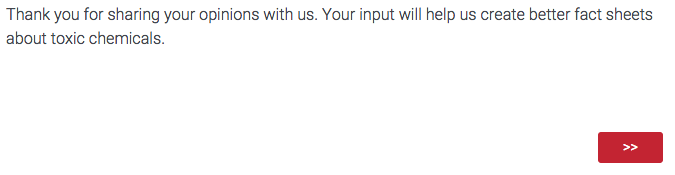 Thank you for sharing your opinions with us. Your input will help us create better fact sheets
about toxic chemicals.
>>